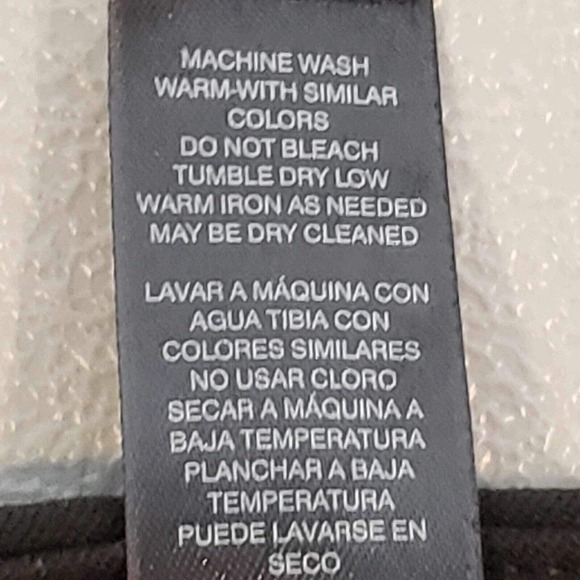 MACHINE WASH
WARM-WITH SIMILAR
COLORS
DO NOT BLEACH
TUMBLE DRY LOW
WARM IRON AS NEEDED
MAY BE DRY CLEANED
LAVAR A MÁQUINA CON
AGUA TIBIA CON
COLORES SIMILARES
NO USAR CLORO
SECAR A MÁQUINA A
BAJA TEMPERATURA
PLANCHAR A BAJA
TEMPERATURA
PUEDE LAVARSE EN
SECO